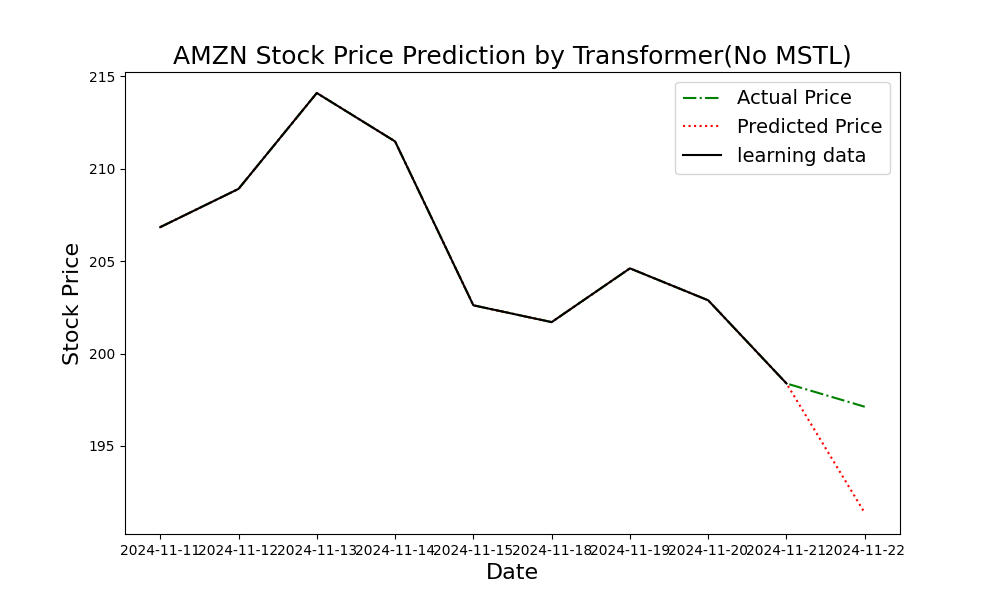 AMZN Stock Price Prediction by Transformer(No MSTL)
Actual Price
Predicted Price
learning data
215
210
205
200
195
Stock Price
2024-11-11 2024-11-12 2024-11-13 2024-11-14 2024-11-15 2024-11-18 2024-11-19 2024-11-20 2024-11-21 2024-11-22
Date